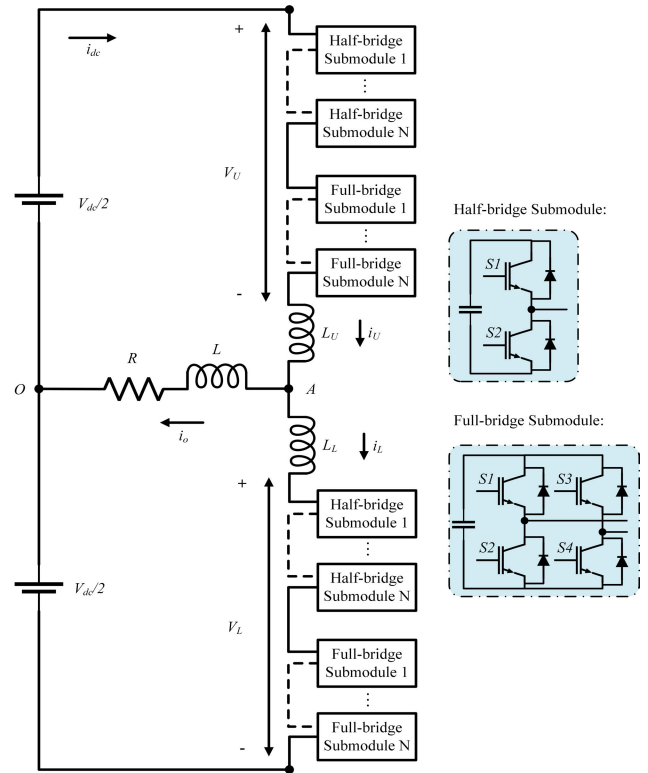 i_dc
+
V_U
-
Half-bridge
Submodule 1
⋮
Half-bridge
Submodule N
Full-bridge
Submodule 1
⋮
Full-bridge
Submodule N
V_dc/2
L_U
i_U
R
L
O
A
i_o
L_L
i_L
+
V_L
-
Half-bridge
Submodule 1
⋮
Half-bridge
Submodule N
Full-bridge
Submodule 1
⋮
Full-bridge
Submodule N
V_dc/2
Half-bridge Submodule:
S1
S2
Full-bridge Submodule:
S1
S3
S2
S4